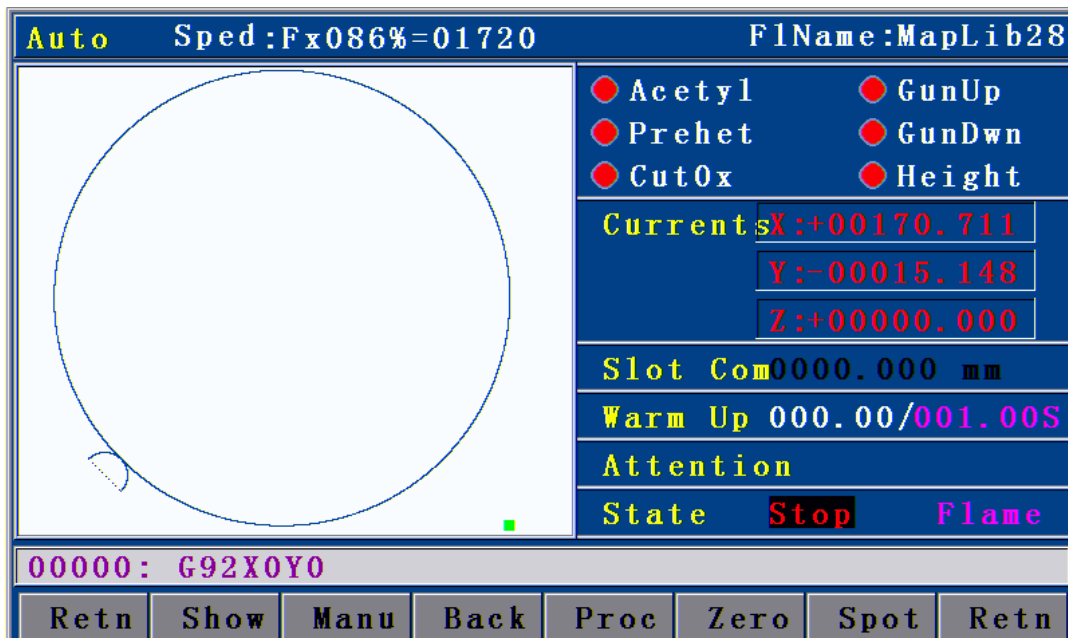 Auto Sped:Fx086%=01720 FlName:MapLib28
Acetyl GunUp
Prehet GunDwn
CutOx Height
Currents X:+00170.711
Y:-00015.148
Z:+00000.000
Slot Com 0000.000 mm
Warm Up 000.00/001.00S
Attention
State Stop Flame
00000: G92X0Y0
Retn Show Manu Back Proc Zero Spot Retn